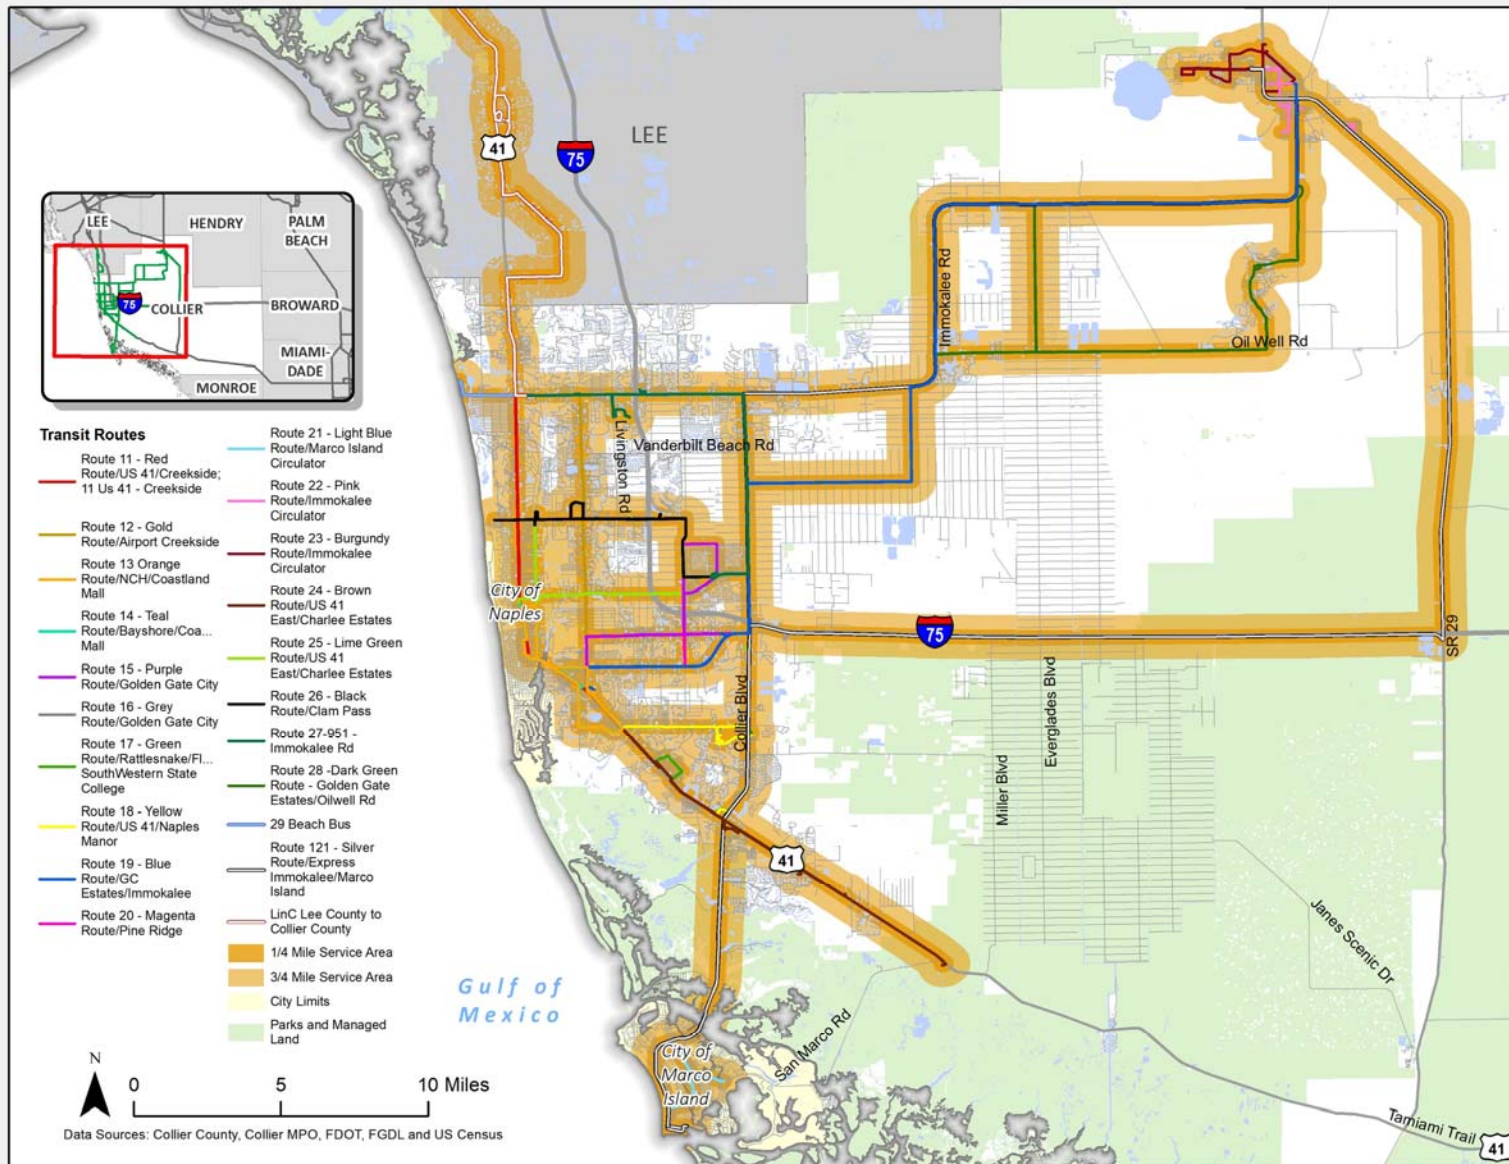 LEE
41
75
LEE
HENDRY
PALM
BEACH
75
COLLIER
BROWARD
MIAMI-
DADE
MONROE
Immokalee Rd
Oil Well Rd
Livingston Rd
Vanderbilt Beach Rd
City of
Naples
75
SR 29
Collier Blvd
Everglades Blvd
Miller Blvd
41
Janes Scenic Dr
San Marco Rd
Gulf of
Mexico
City of
Marco
Island
Tamiami Trail
41
Transit Routes
Route 11 - Red
Route/US 41/Creekside;
11 Us 41 - Creekside
Route 12 - Gold
Route/Airport Creekside
Route 13 Orange
Route/NCH/Coastland
Mall
Route 14 - Teal
Route/Bayshore/Coa...
Mall
Route 15 - Purple
Route/Golden Gate City
Route 16 - Grey
Route/Golden Gate City
Route 17 - Green
Route/Rattlesnake/Fl...
SouthWestern State
College
Route 18 - Yellow
Route/US 41/Naples
Manor
Route 19 - Blue
Route/GC
Estates/Immokalee
Route 20 - Magenta
Route/Pine Ridge
Route 21 - Light Blue
Route/Marco Island
Circulator
Route 22 - Pink
Route/Immokalee
Circulator
Route 23 - Burgundy
Route/Immokalee
Circulator
Route 24 - Brown
Route/US 41
East/Charlee Estates
Route 25 - Lime Green
Route/US 41
East/Charlee Estates
Route 26 - Black
Route/Clam Pass
Route 27-951 -
Immokalee Rd
Route 28 -Dark Green
Route - Golden Gate
Estates/Oilwell Rd
29 Beach Bus
Route 121 - Silver
Route/Express
Immokalee/Marco
Island
LinC Lee County to
Collier County
1/4 Mile Service Area
3/4 Mile Service Area
City Limits
Parks and Managed
Land
N
0 5 10 Miles
Data Sources: Collier County, Collier MPO, FDOT, FGDL and US Census